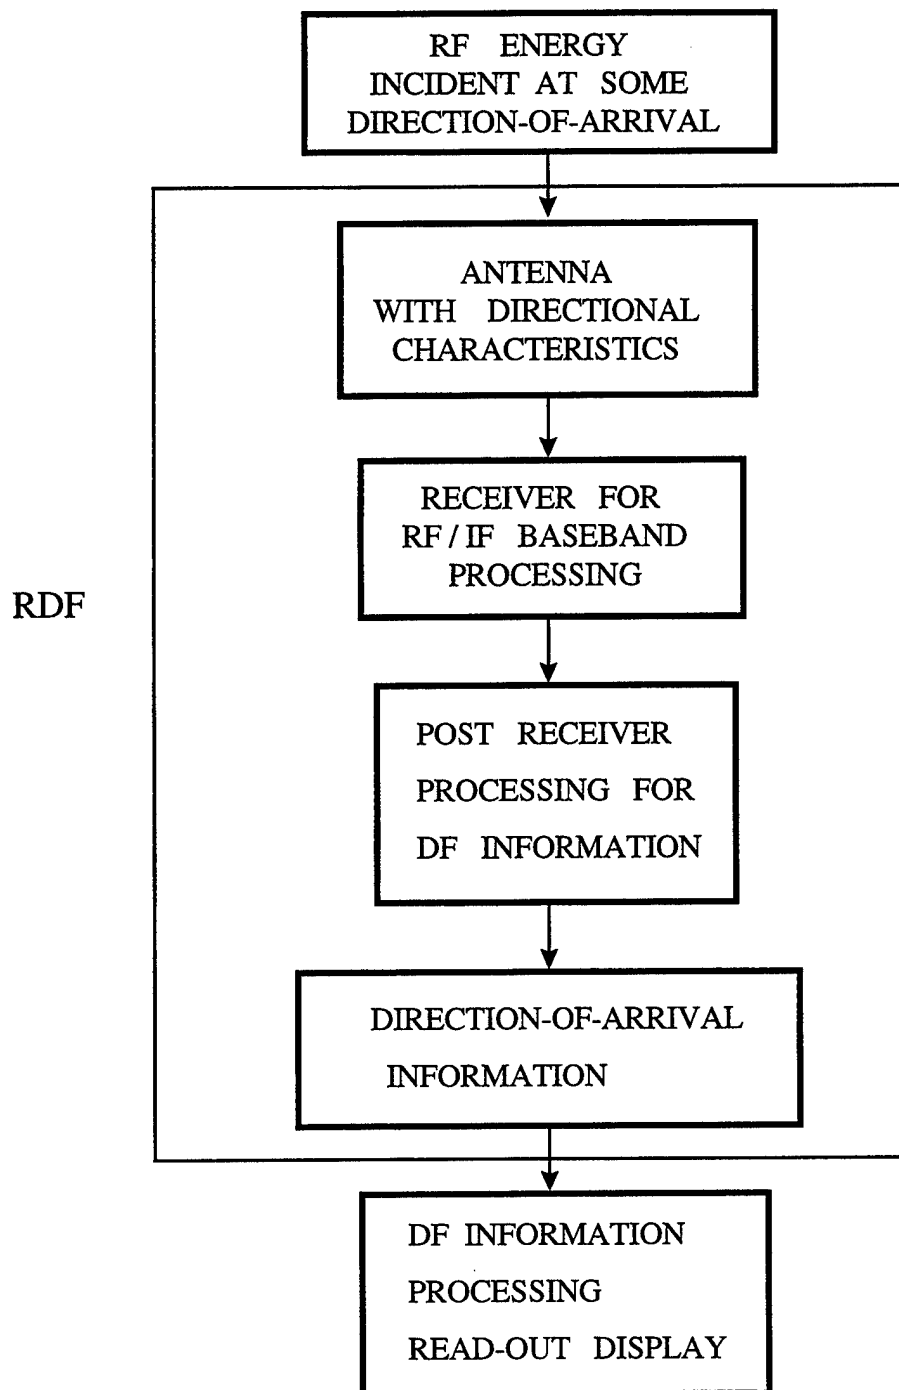 RF ENERGY
INCIDENT AT SOME
DIRECTION-OF-ARRIVAL
ANTENNA
WITH DIRECTIONAL
CHARACTERISTICS
RECEIVER FOR
RF / IF BASEBAND
PROCESSING
RDF
POST RECEIVER
PROCESSING FOR
DF INFORMATION
DIRECTION-OF-ARRIVAL
INFORMATION
DF INFORMATION
PROCESSING
READ-OUT DISPLAY